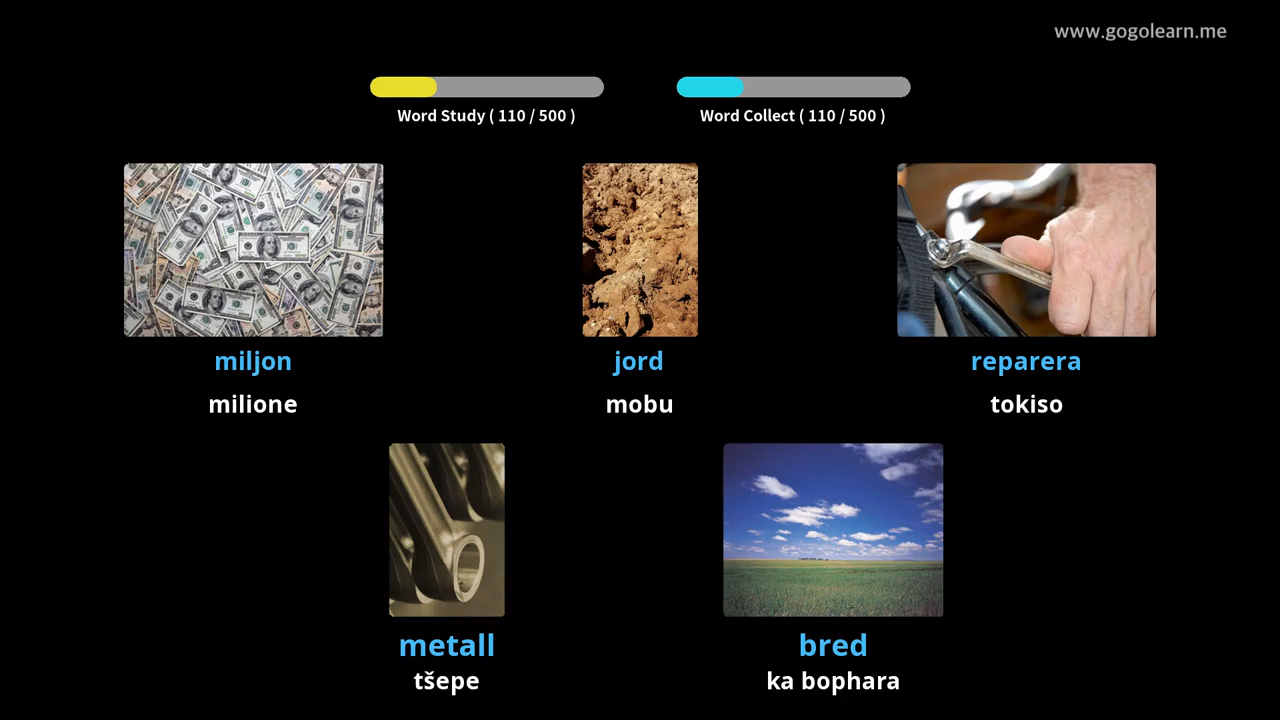 www.gogolearn.me
Word Study ( 110 / 500 )
Word Collect ( 110 / 500 )
miljon
milione
jord
mobu
reparera
tokiso
metall
tšepe
bred
ka bophara